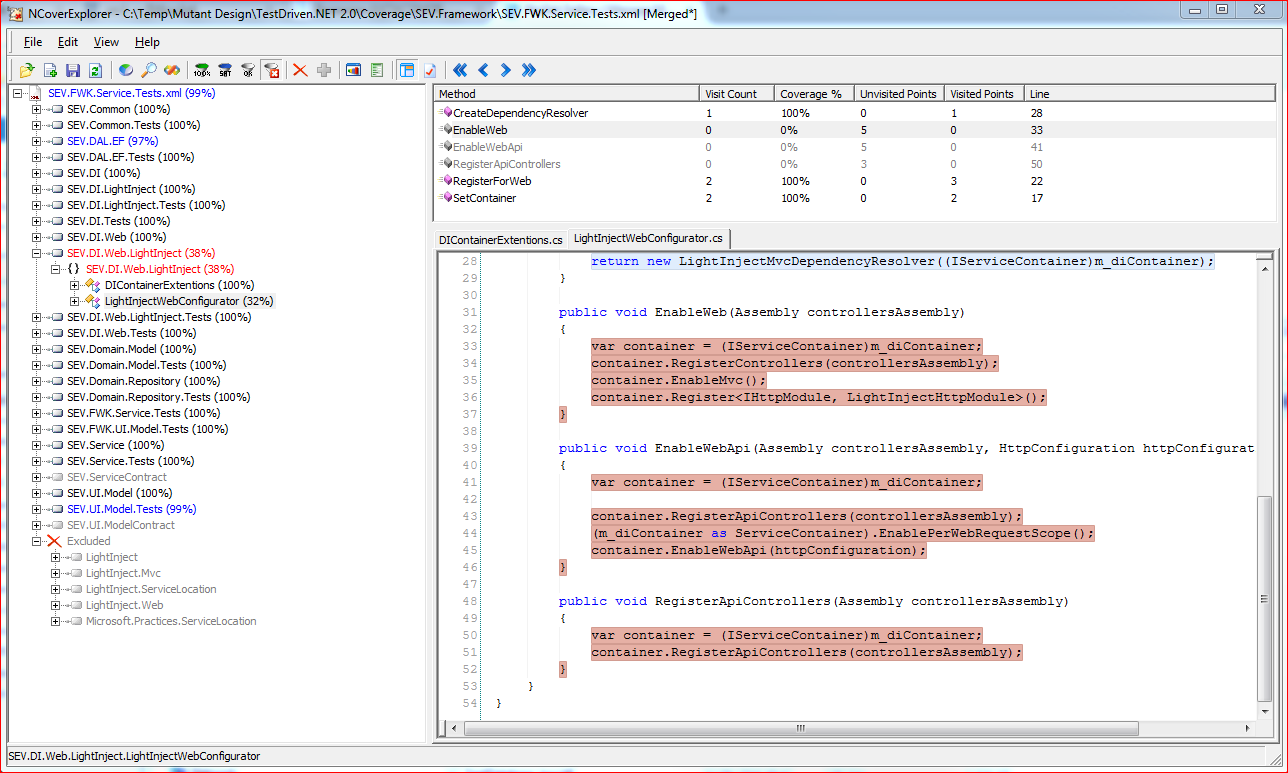 NCoverExplorer - C:\Temp\Mutant Design\TestDriven.NET 2.0\Coverage\SEV.Framework\SEV.FWK.Service.Tests.xml [Merged*]
File Edit View Help
SEV.FWK.Service.Tests.xml (99%)
SEV.Common (100%)
SEV.Common.Tests (100%)
SEV.DAL.EF (97%)
SEV.DAL.EF.Tests (100%)
SEV.DI (100%)
SEV.DI.LightInject (100%)
SEV.DI.LightInject.Tests (100%)
SEV.DI.Tests (100%)
SEV.DI.Web (100%)
SEV.DI.Web.LightInject (38%)
{} SEV.DI.Web.LightInject (38%)
DIContainerExtentions (100%)
LightInjectWebConfigurator (32%)
SEV.DI.Web.LightInject.Tests (100%)
SEV.DI.Web.Tests (100%)
SEV.Domain.Model (100%)
SEV.Domain.Model.Tests (100%)
SEV.Domain.Repository (100%)
SEV.Domain.Repository.Tests (100%)
SEV.FWK.Service.Tests (100%)
SEV.FWK.UI.Model.Tests (100%)
SEV.Service (100%)
SEV.Service.Tests (100%)
SEV.ServiceContract
SEV.UI.Model (100%)
SEV.UI.Model.Tests (99%)
SEV.UI.ModelContract
Excluded
LightInject
LightInject.Mvc
LightInject.ServiceLocation
LightInject.Web
Microsoft.Practices.ServiceLocation
Method Visit Count Coverage % Unvisited Points Visited Points Line
CreateDependencyResolver 1 100% 0 1 28
EnableWeb 0 0% 5 0 33
EnableWebApi 0 0% 5 0 41
RegisterApiControllers 0 0% 3 0 50
RegisterForWeb 2 100% 0 3 22
SetContainer 2 100% 0 2 17
DIContainerExtentions.cs LightInjectWebConfigurator.cs
28 return new LightInjectMvcDependencyResolver((IServiceContainer)m_diContainer);
29 }
30
31 public void EnableWeb(Assembly controllersAssembly)
32 {
33 var container = (IServiceContainer)m_diContainer;
34 container.RegisterControllers(controllersAssembly);
35 container.EnableMvc();
36 container.Register<IHttpModule, LightInjectHttpModule>();
37 }
38
39 public void EnableWebApi(Assembly controllersAssembly, HttpConfiguration httpConfigurat
40 {
41 var container = (IServiceContainer)m_diContainer;
42
43 container.RegisterApiControllers(controllersAssembly);
44 (m_diContainer as ServiceContainer).EnablePerWebRequestScope();
45 container.EnableWebApi(httpConfiguration);
46 }
47
48 public void RegisterApiControllers(Assembly controllersAssembly)
49 {
50 var container = (IServiceContainer)m_diContainer;
51 container.RegisterApiControllers(controllersAssembly);
52 }
53 }
54 }
SEV.DI.Web.LightInject.LightInjectWebConfigurator